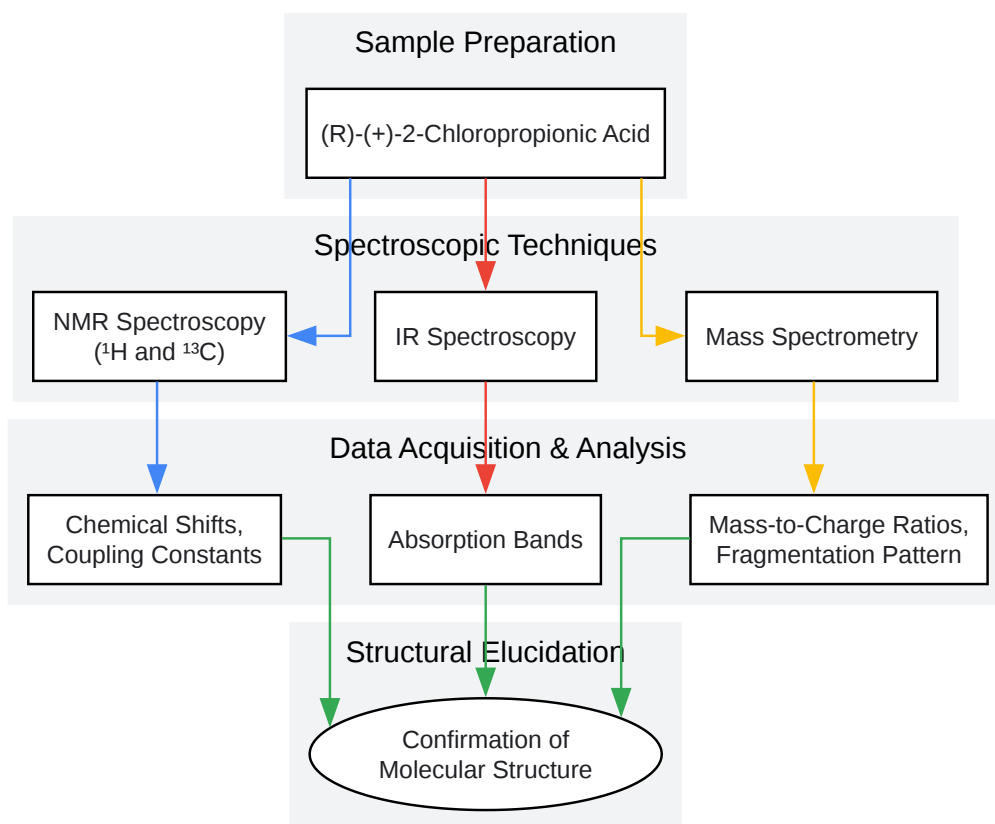 Sample Preparation
(R)-(+)-2-Chloropropionic Acid
Spectroscopic Techniques
NMR Spectroscopy
(¹H and ¹³C)
IR Spectroscopy
Mass Spectrometry
Data Acquisition & Analysis
Chemical Shifts,
Coupling Constants
Absorption Bands
Mass-to-Charge Ratios,
Fragmentation Pattern
Structural Elucidation
Confirmation of
Molecular Structure